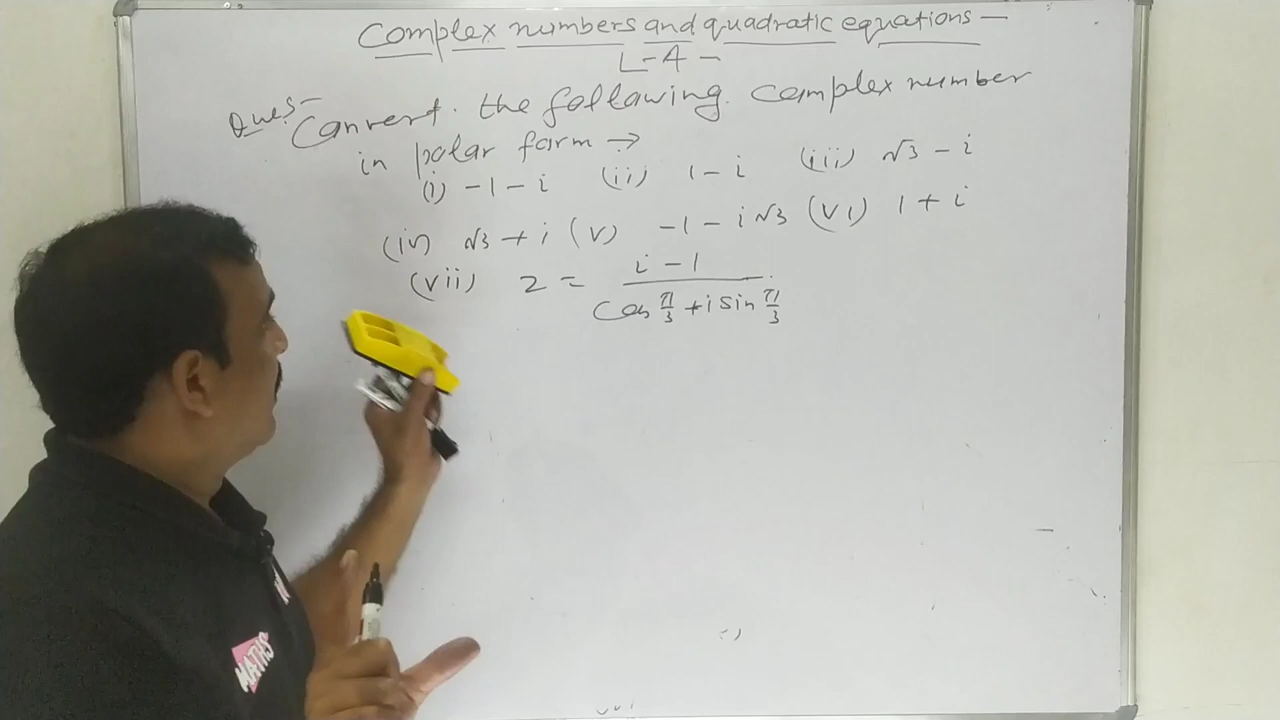 Complex numbers and quadratic equations -
L-4 -
Ques- Convert the following complex number
in polar form →
(i) -1-i (ii) 1-i (iii) √3 - i
(iv) √3 + i (v) -1-i√3 (VI) 1+i
(vii) z = i-1 / cos π/3 + i sin π/3
MATHS